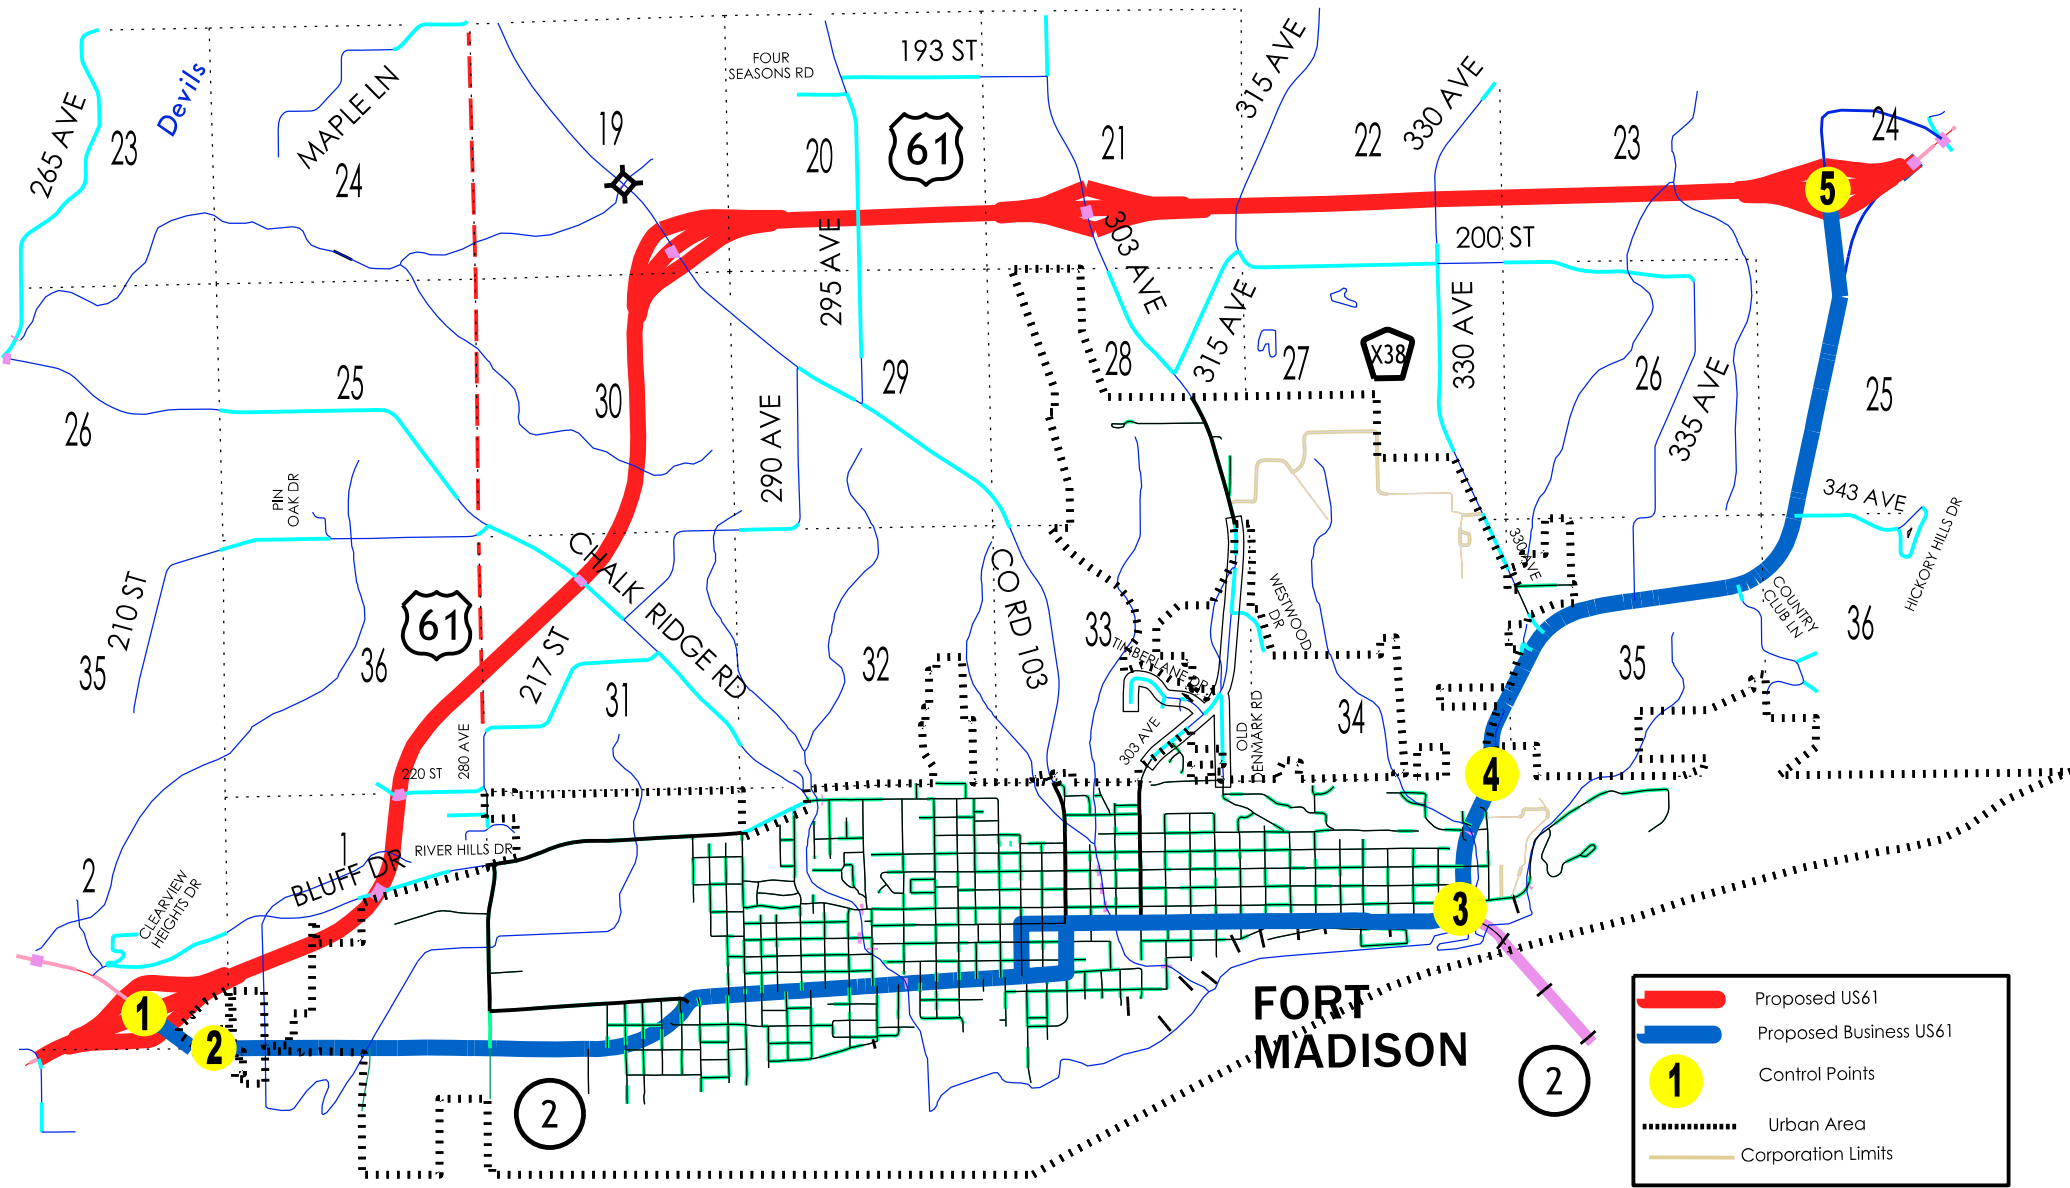 193 ST
FOUR
SEASONS RD
315 AVE
330 AVE
265 AVE
23
Devils
MAPLE LN
24
19
20
61
21
22
23
24
5
303 AVE
200 ST
295 AVE
315 AVE
330 AVE
X38
28
27
26
335 AVE
25
25
26
30
29
290 AVE
PIN
OAK DR
343 AVE
HICKORY HILLS DR
330 AVE
210 ST
61
CHALK RIDGE RD
CO RD 103
WESTWOOD
DR
COUNTRY
CLUB LN
33
TIMBERLANE DR
36
35
36
217 ST
31
32
34
35
303 AVE
OLD
DENMARK RD
220 ST
280 AVE
4
1
BLUFF DR
RIVER HILLS DR
2
CLEARVIEW
HEIGHTS DR
3
1
2
FORT
MADISON
2
2
Proposed US61
Proposed Business US61
1
Control Points
Urban Area
Corporation Limits